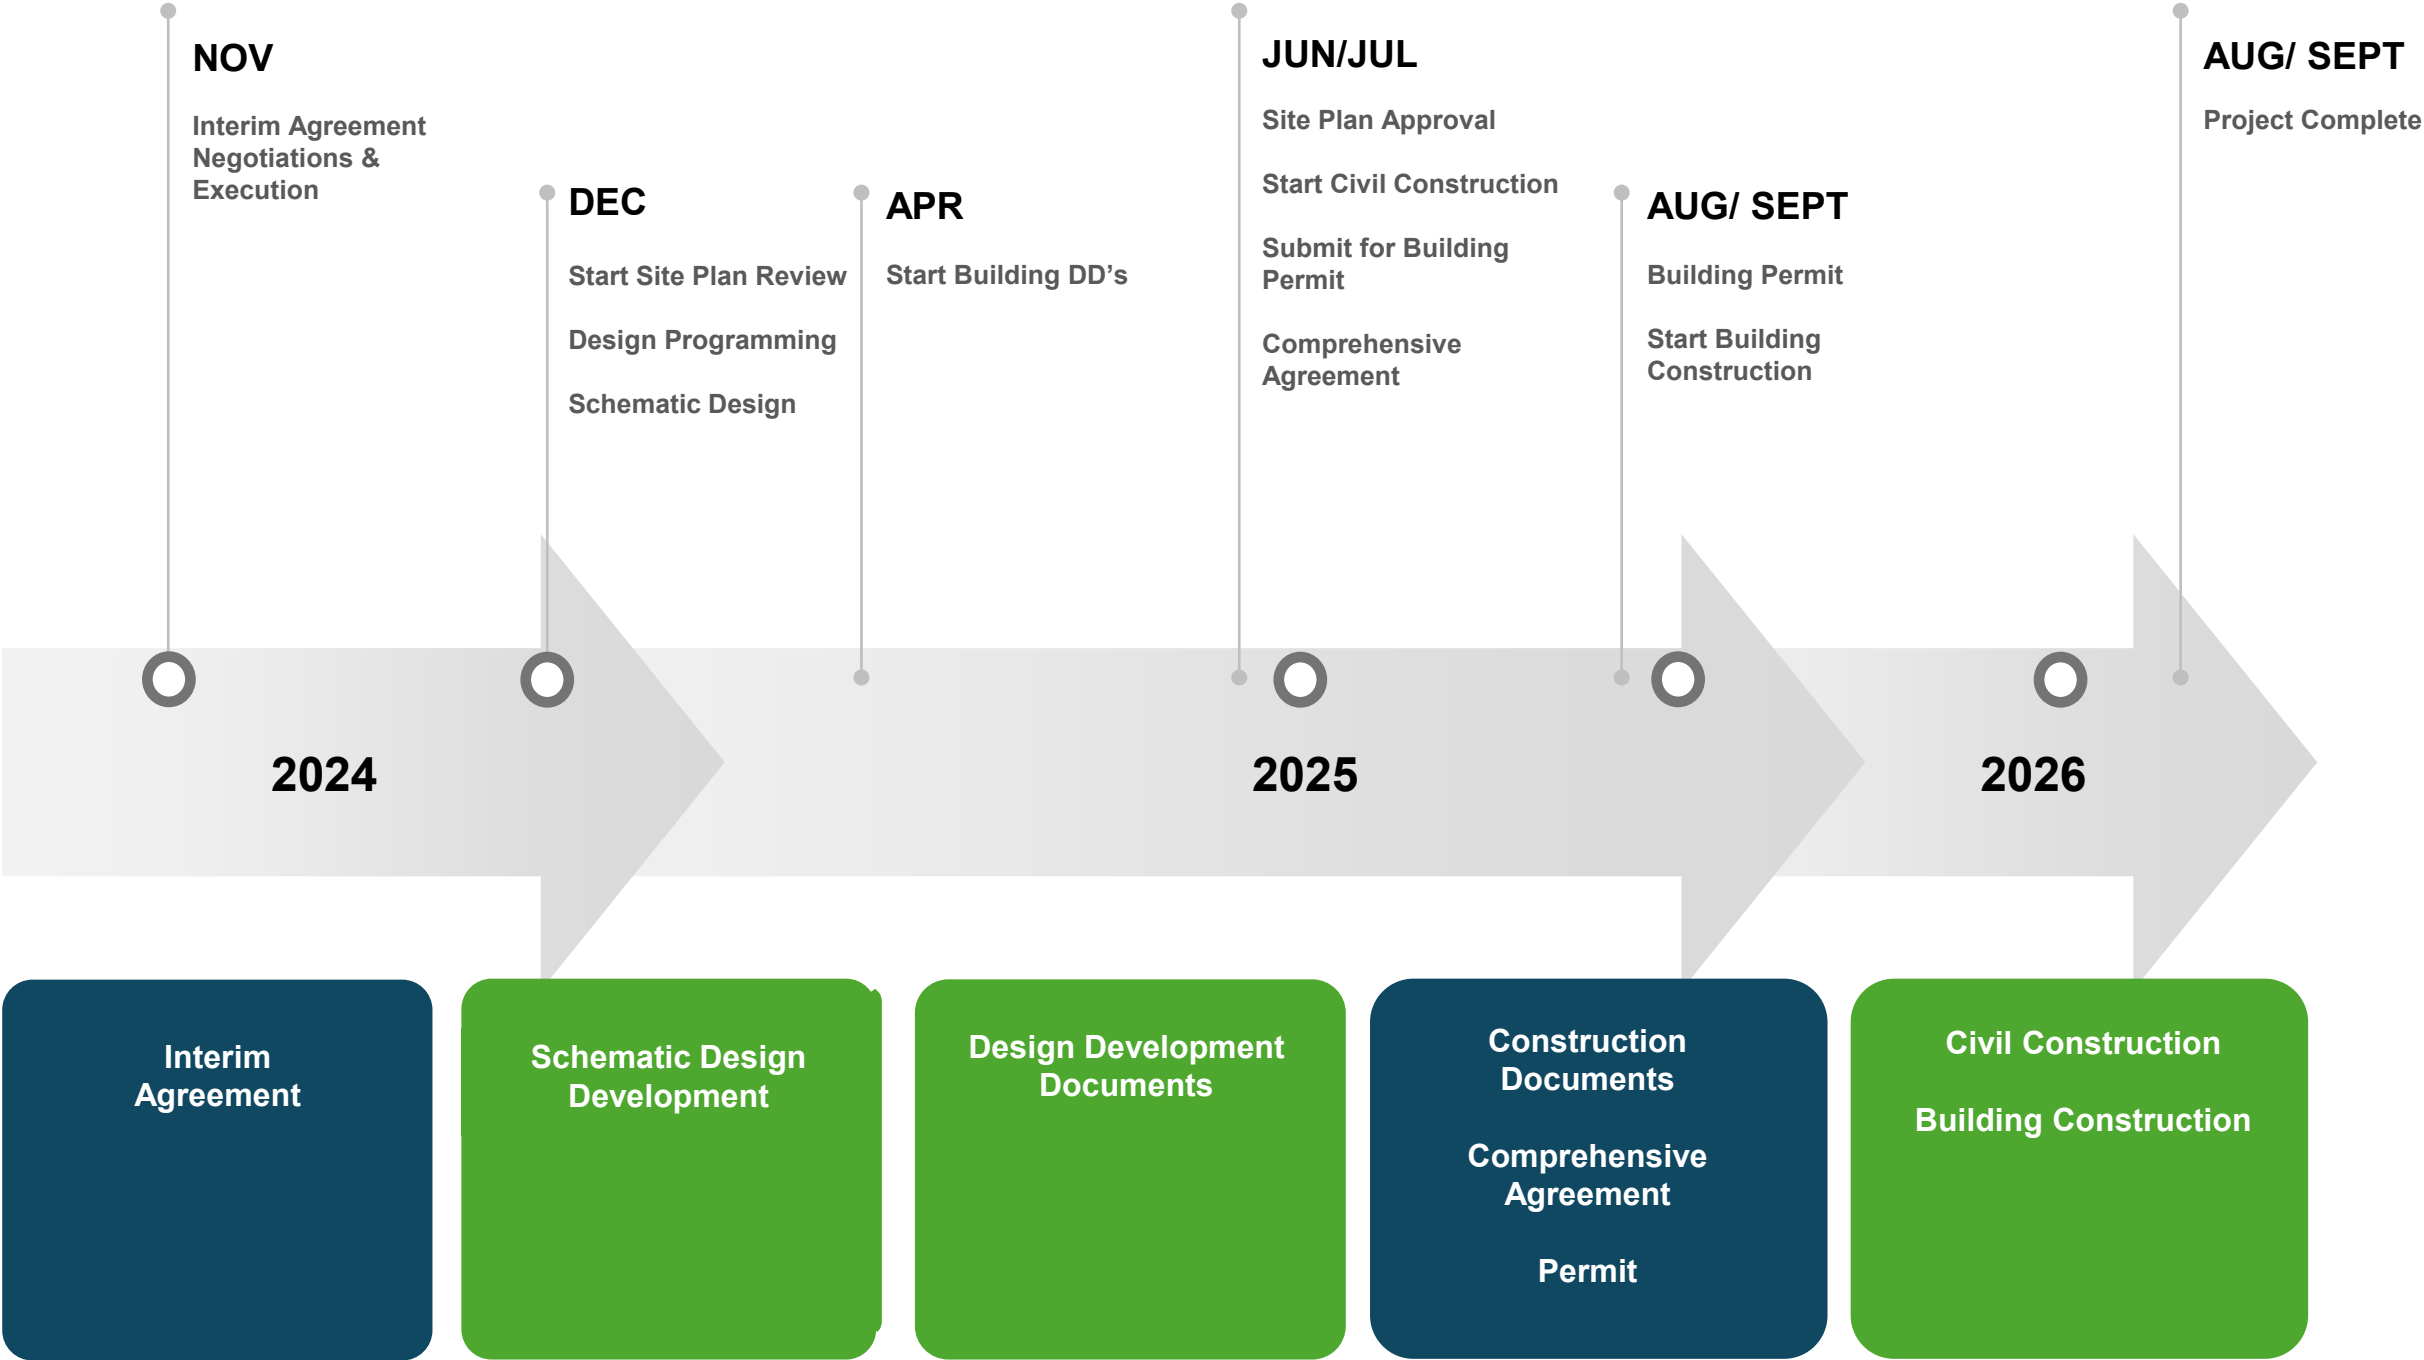 NOV
Interim Agreement
Negotiations &
Execution
DEC
Start Site Plan Review
Design Programming
Schematic Design
APR
Start Building DD’s
JUN/JUL
Site Plan Approval
Start Civil Construction
Submit for Building
Permit
Comprehensive
Agreement
AUG/ SEPT
Building Permit
Start Building
Construction
AUG/ SEPT
Project Complete
2024
2025
2026
Interim
Agreement
Schematic Design
Development
Design Development
Documents
Construction
Documents
Comprehensive
Agreement
Permit
Civil Construction
Building Construction